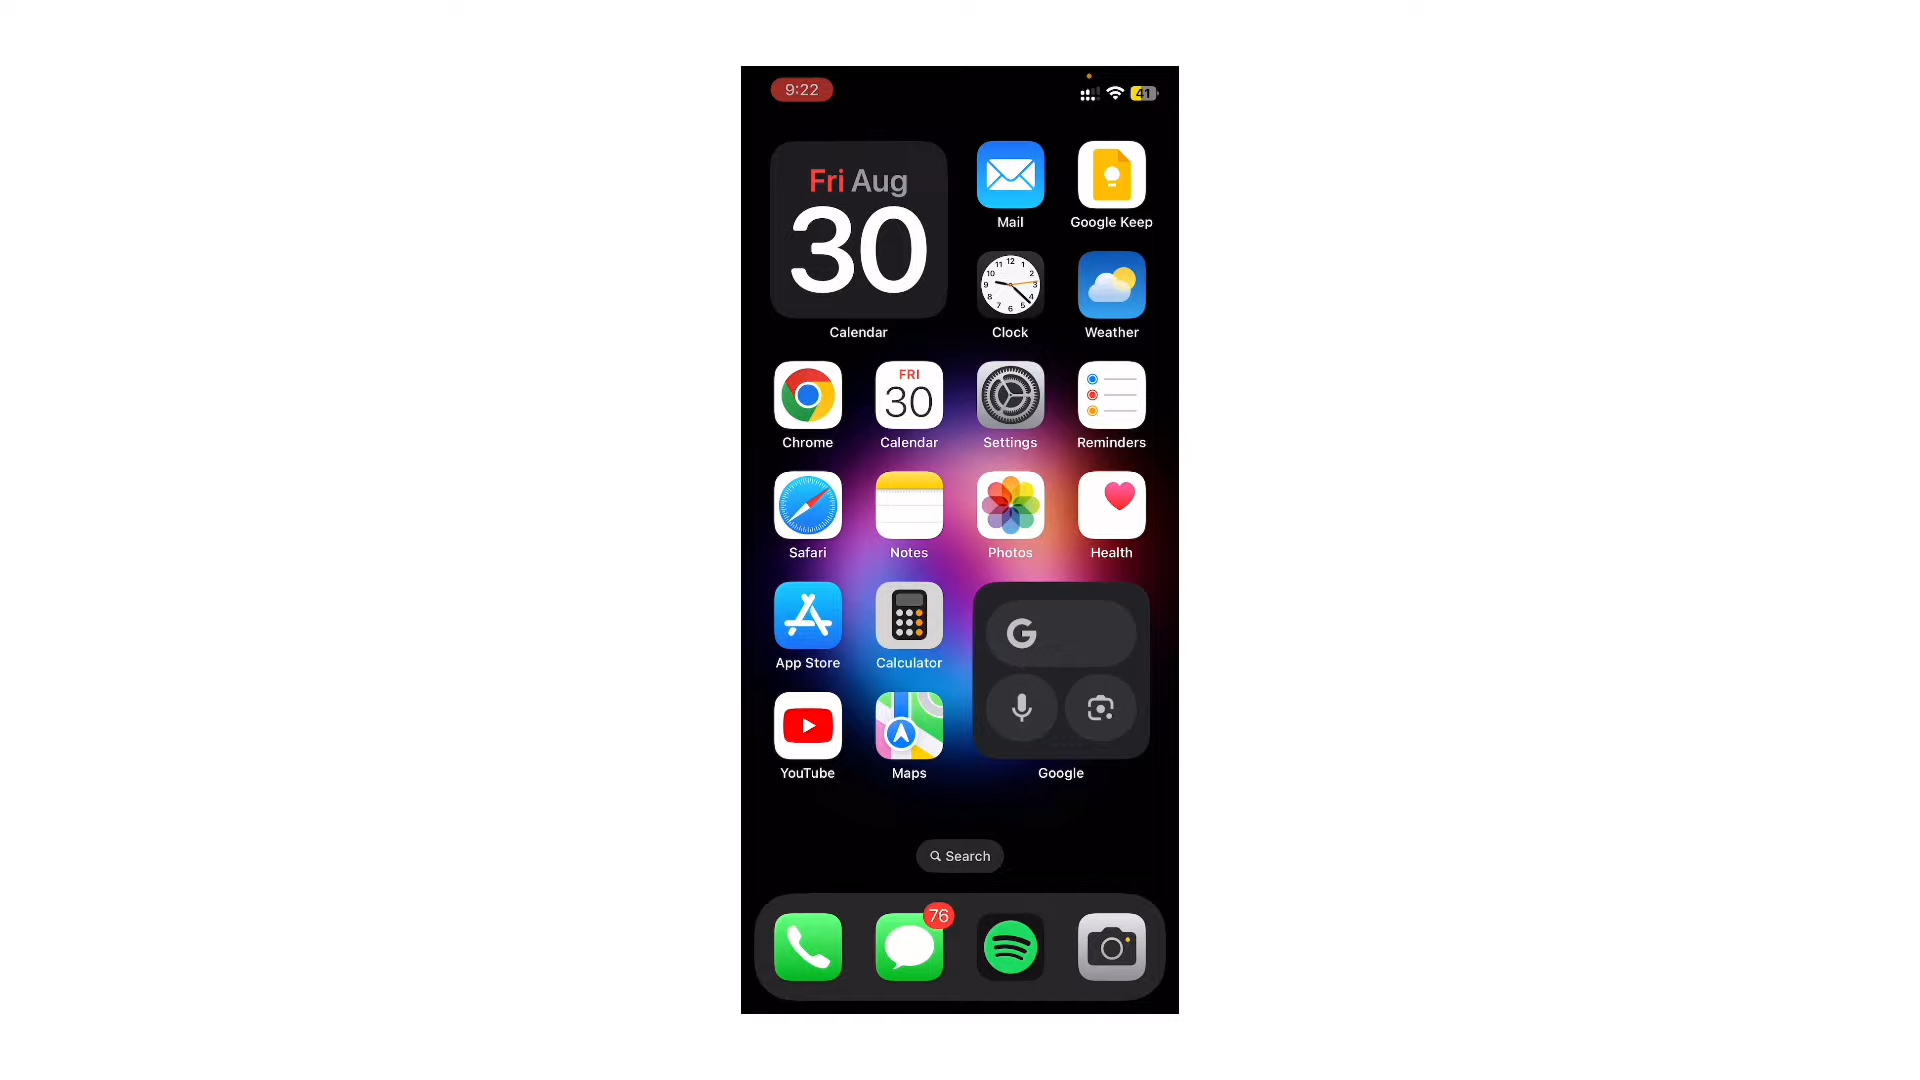 9:22
41
Fri Aug
30
Calendar
Mail
Google Keep
Clock
Weather
FRI
30
Chrome
Calendar
Settings
Reminders
Safari
Notes
Photos
Health
App Store
Calculator
YouTube
Maps
Google
Search
76